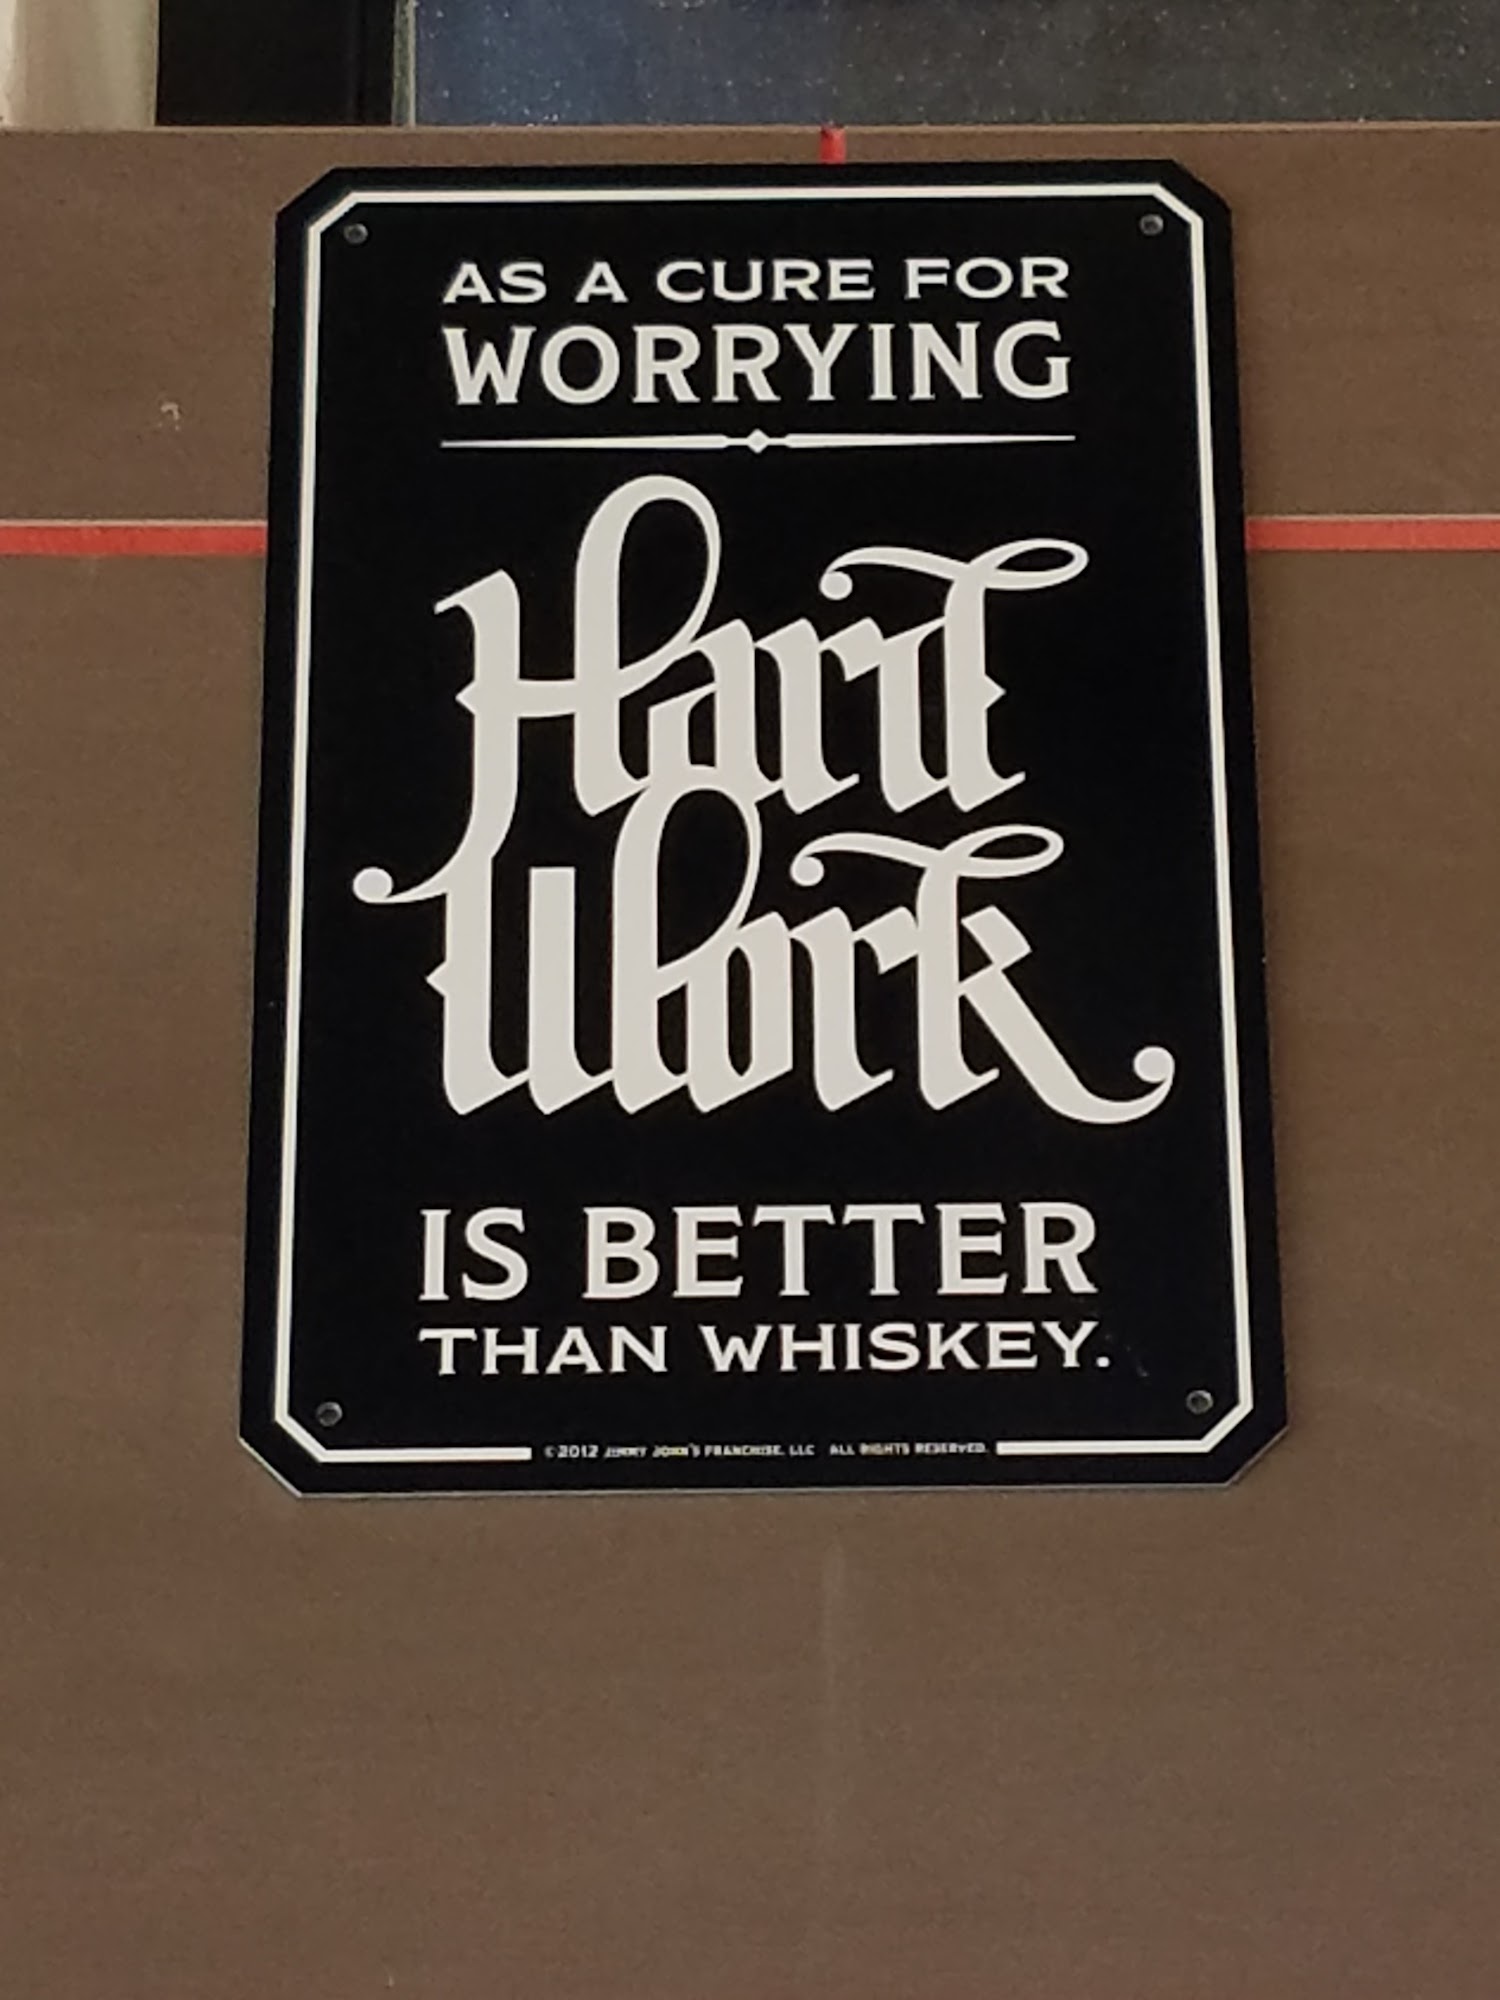 AS A CURE FOR
WORRYING
Hard
Work
IS BETTER
THAN WHISKEY.
©2012 JIMMY JOHN'S FRANCHISE, LLC ALL RIGHTS RESERVED.